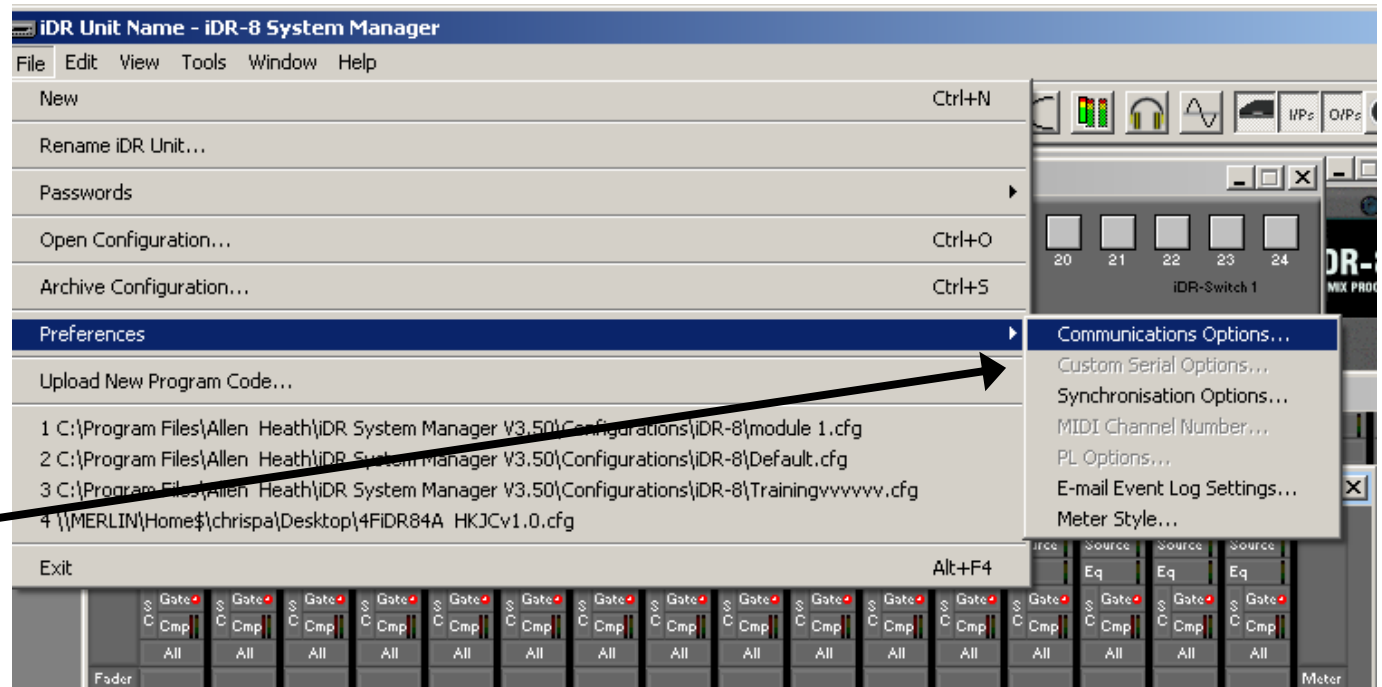 iDR Unit Name - iDR-8 System Manager
File Edit View Tools Window Help
New Ctrl+N
Rename iDR Unit...
Passwords
Open Configuration... Ctrl+O
Archive Configuration... Ctrl+S
Preferences
Upload New Program Code...
1 C:\Program Files\Allen Heath\iDR System Manager V3.50\Configurations\iDR-8\module 1.cfg
2 C:\Program Files\Allen Heath\iDR System Manager V3.50\Configurations\iDR-8\Default.cfg
3 C:\Program Files\Allen Heath\iDR System Manager V3.50\Configurations\iDR-8\Trainingvvvvvv.cfg
4 \\MERLIN\Home$\chrispa\Desktop\4FiDR84A HKJCv1.0.cfg
Exit Alt+F4
I/Ps O/Ps
20 21 22 23 24
iDR-Switch 1
DR-8
MIX PROC
Communications Options...
Custom Serial Options...
Synchronisation Options...
MIDI Channel Number...
PL Options...
E-mail Event Log Settings...
Meter Style...
Source Source Source
Eq Eq Eq
S C Gate S C Gate S C Gate S C Gate S C Gate S C Gate S C Gate S C Gate S C Gate S C Gate S C Gate S C Gate S C Gate S C Gate S C Gate S C Gate
Cmp Cmp Cmp Cmp Cmp Cmp Cmp Cmp Cmp Cmp Cmp Cmp Cmp Cmp Cmp Cmp
All All All All All All All All All All All All All All All All
Fader Meter